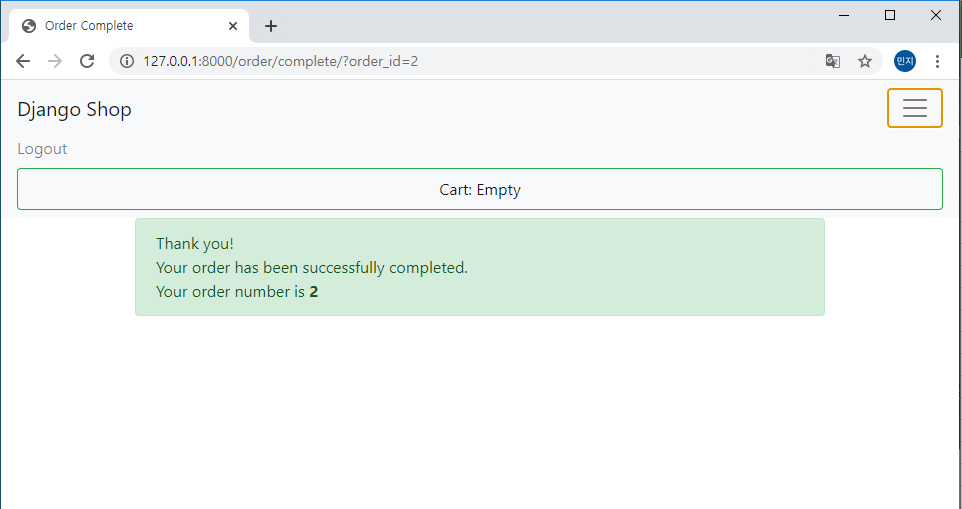 Order Complete
127.0.0.1:8000/order/complete/?order_id=2
민지
Django Shop
Logout
Cart: Empty
Thank you!
Your order has been successfully completed.
Your order number is 2